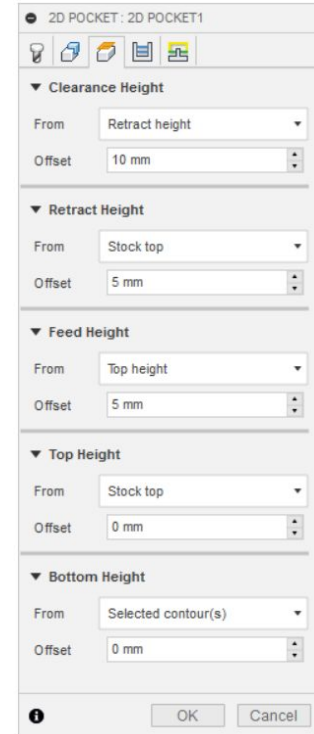 2D POCKET : 2D POCKET1
Clearance Height
From Retract height
Offset 10 mm
Retract Height
From Stock top
Offset 5 mm
Feed Height
From Top height
Offset 5 mm
Top Height
From Stock top
Offset 0 mm
Bottom Height
From Selected contour(s)
Offset 0 mm
OK Cancel